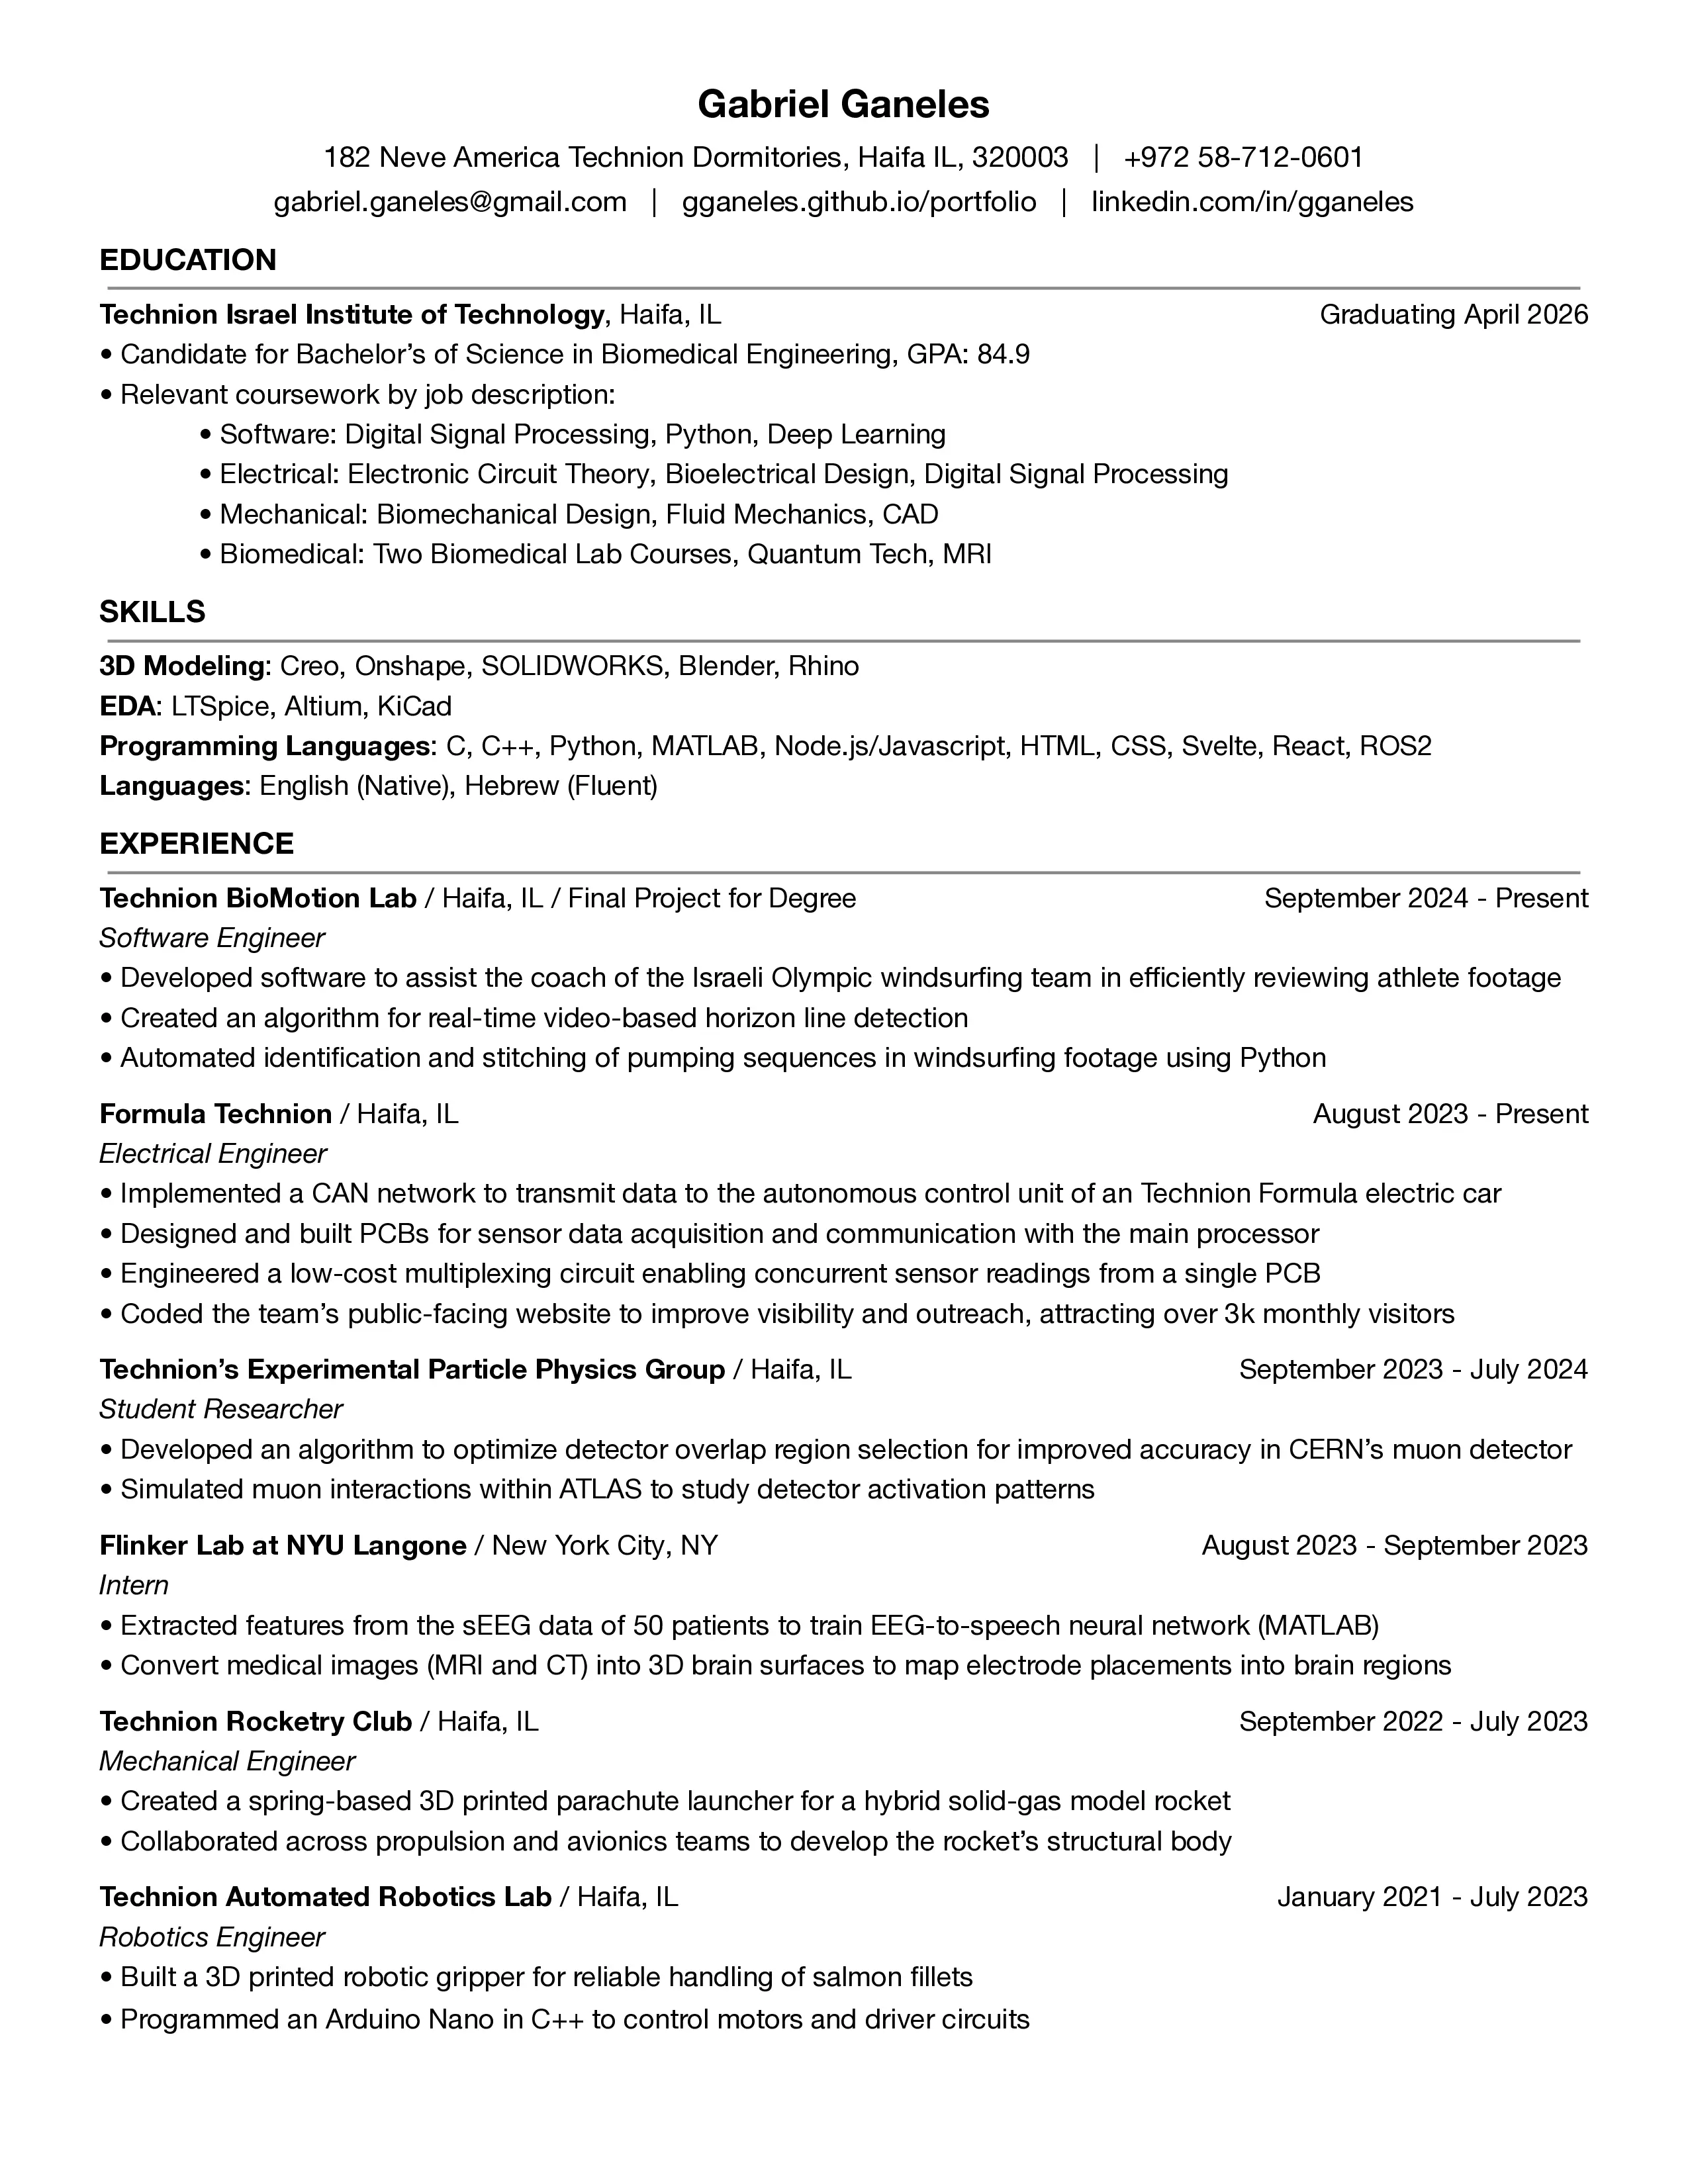 Gabriel Ganeles
182 Neve America Technion Dormitories, Haifa IL, 320003 | +972 58-712-0601
gabriel.ganeles@gmail.com | gganeles.github.io/portfolio | linkedin.com/in/gganeles
EDUCATION
Technion Israel Institute of Technology, Haifa, IL Graduating April 2026
• Candidate for Bachelor’s of Science in Biomedical Engineering, GPA: 84.9
• Relevant coursework by job description:
• Software: Digital Signal Processing, Python, Deep Learning
• Electrical: Electronic Circuit Theory, Bioelectrical Design, Digital Signal Processing
• Mechanical: Biomechanical Design, Fluid Mechanics, CAD
• Biomedical: Two Biomedical Lab Courses, Quantum Tech, MRI
SKILLS
3D Modeling: Creo, Onshape, SOLIDWORKS, Blender, Rhino
EDA: LTSpice, Altium, KiCad
Programming Languages: C, C++, Python, MATLAB, Node.js/Javascript, HTML, CSS, Svelte, React, ROS2
Languages: English (Native), Hebrew (Fluent)
EXPERIENCE
Technion BioMotion Lab / Haifa, IL / Final Project for Degree September 2024 - Present
Software Engineer
• Developed software to assist the coach of the Israeli Olympic windsurfing team in efficiently reviewing athlete footage
• Created an algorithm for real-time video-based horizon line detection
• Automated identification and stitching of pumping sequences in windsurfing footage using Python
Formula Technion / Haifa, IL August 2023 - Present
Electrical Engineer
• Implemented a CAN network to transmit data to the autonomous control unit of an Technion Formula electric car
• Designed and built PCBs for sensor data acquisition and communication with the main processor
• Engineered a low-cost multiplexing circuit enabling concurrent sensor readings from a single PCB
• Coded the team’s public-facing website to improve visibility and outreach, attracting over 3k monthly visitors
Technion’s Experimental Particle Physics Group / Haifa, IL September 2023 - July 2024
Student Researcher
• Developed an algorithm to optimize detector overlap region selection for improved accuracy in CERN’s muon detector
• Simulated muon interactions within ATLAS to study detector activation patterns
Flinker Lab at NYU Langone / New York City, NY August 2023 - September 2023
Intern
• Extracted features from the sEEG data of 50 patients to train EEG-to-speech neural network (MATLAB)
• Convert medical images (MRI and CT) into 3D brain surfaces to map electrode placements into brain regions
Technion Rocketry Club / Haifa, IL September 2022 - July 2023
Mechanical Engineer
• Created a spring-based 3D printed parachute launcher for a hybrid solid-gas model rocket
• Collaborated across propulsion and avionics teams to develop the rocket’s structural body
Technion Automated Robotics Lab / Haifa, IL January 2021 - July 2023
Robotics Engineer
• Built a 3D printed robotic gripper for reliable handling of salmon fillets
• Programmed an Arduino Nano in C++ to control motors and driver circuits